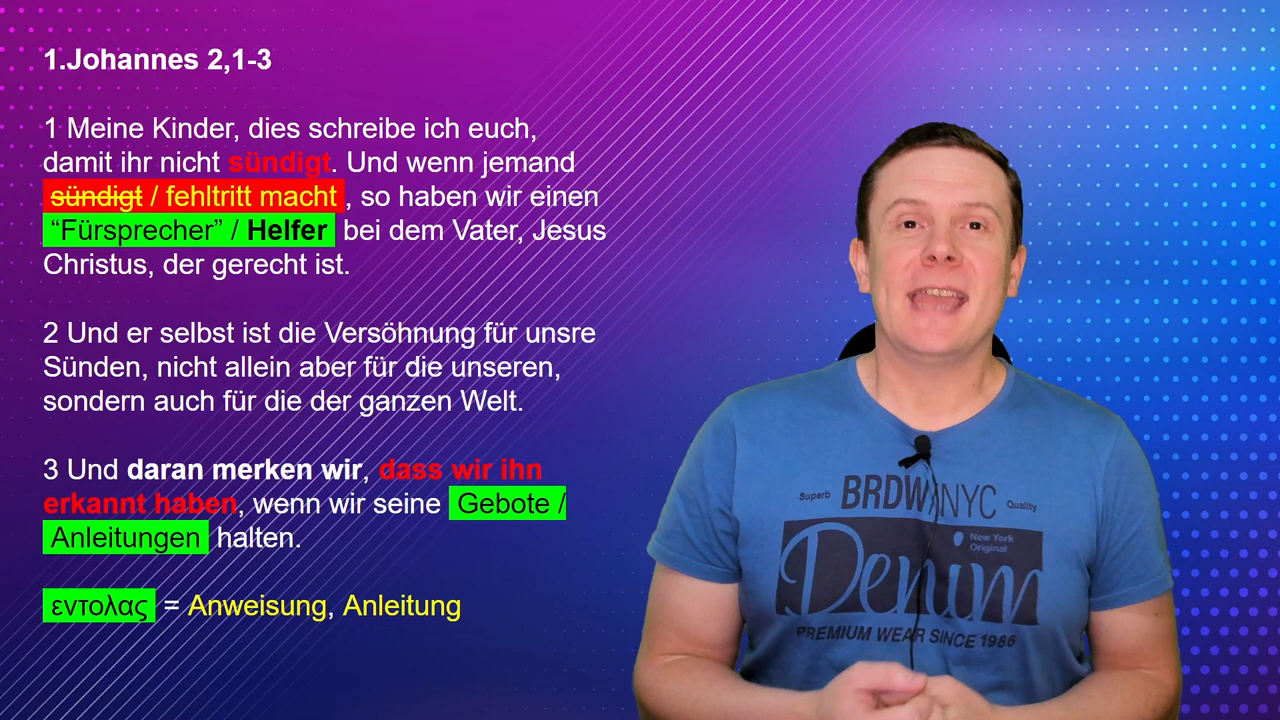 1.Johannes 2,1-3
1 Meine Kinder, dies schreibe ich euch,
damit ihr nicht sündigt. Und wenn jemand
sündigt / fehltritt macht , so haben wir einen
“Fürsprecher” / Helfer bei dem Vater, Jesus
Christus, der gerecht ist.
2 Und er selbst ist die Versöhnung für unsre
Sünden, nicht allein aber für die unseren,
sondern auch für die der ganzen Welt.
3 Und daran merken wir, dass wir ihn
erkannt haben, wenn wir seine Gebote /
Anleitungen halten.
εντολας = Anweisung, Anleitung
Superb BRDW/NYC Quality
New York
Original
Denim
PREMIUM WEAR SINCE 1986